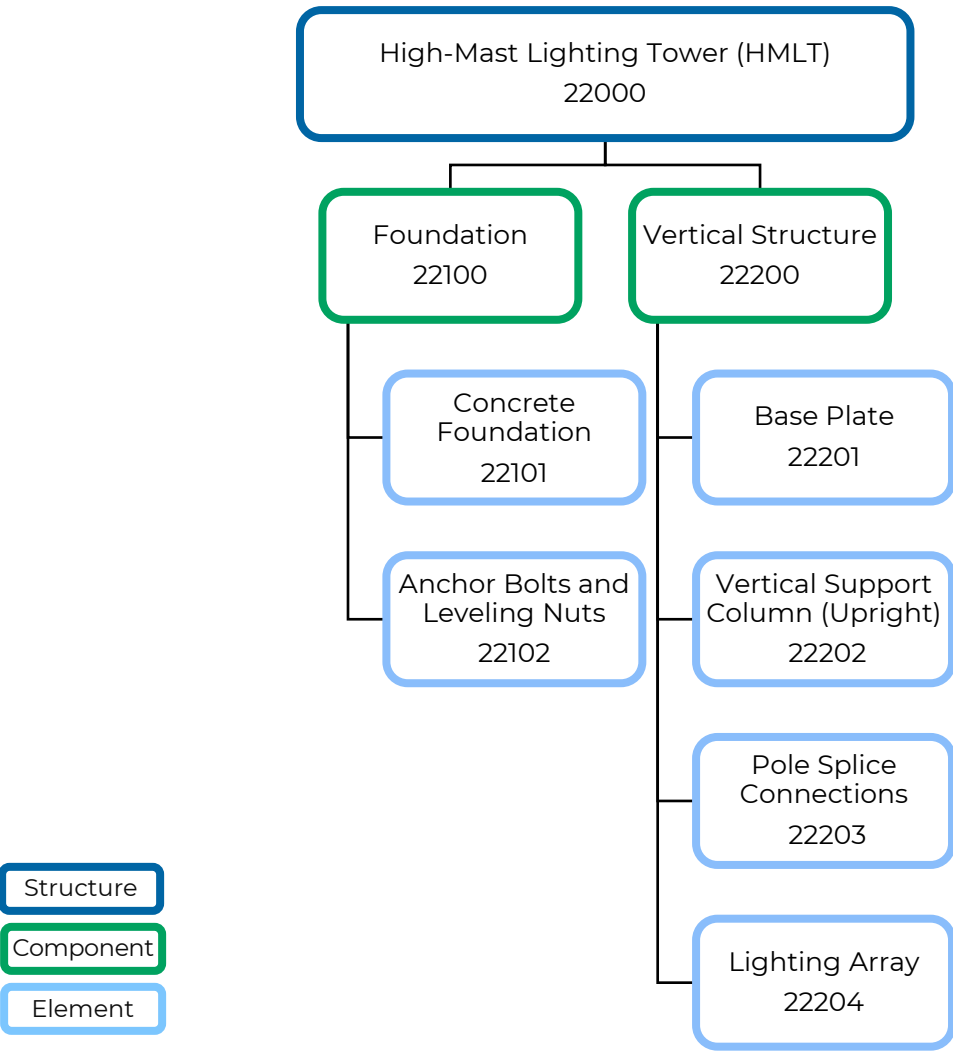 High-Mast Lighting Tower (HMLT)
22000
Foundation
22100
Vertical Structure
22200
Concrete
Foundation
22101
Base Plate
22201
Anchor Bolts and
Leveling Nuts
22102
Vertical Support
Column (Upright)
22202
Pole Splice
Connections
22203
Lighting Array
22204
Structure
Component
Element